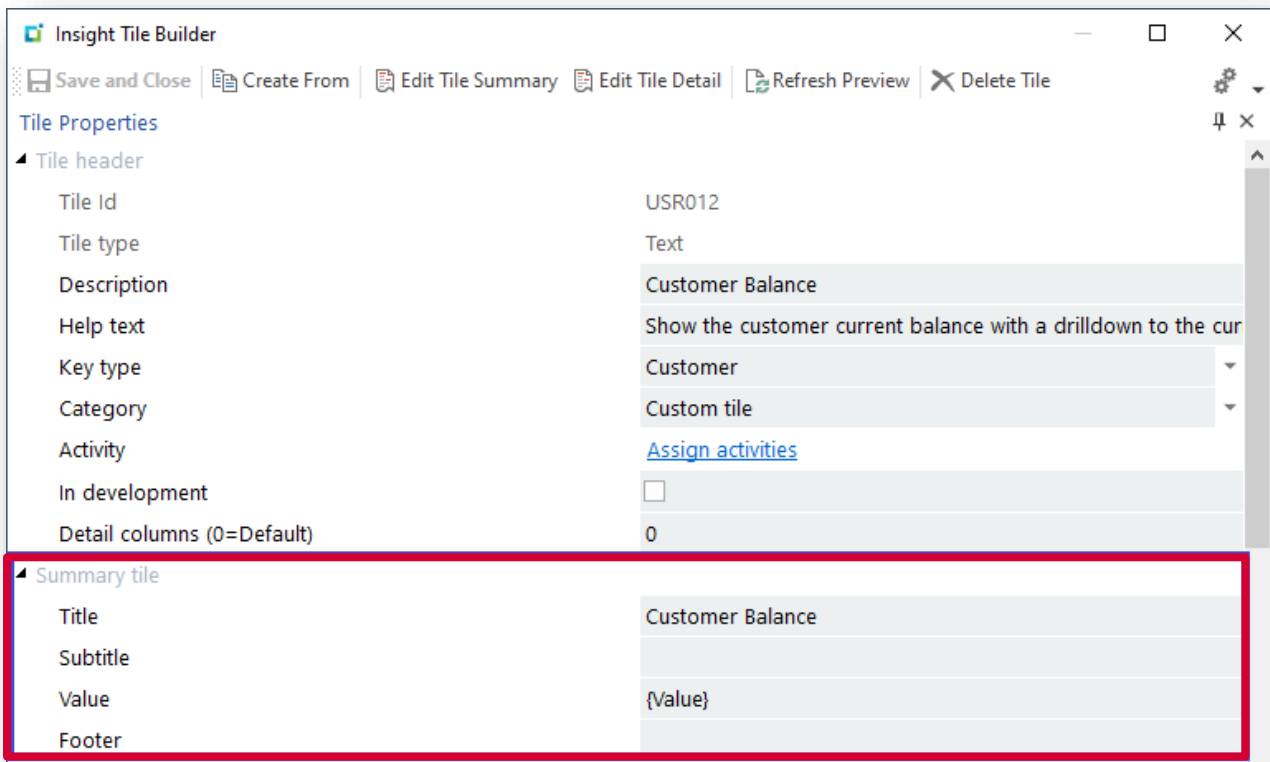 Insight Tile Builder
Save and Close Create From Edit Tile Summary Edit Tile Detail Refresh Preview Delete Tile
Tile Properties
Tile header
Tile Id USR012
Tile type Text
Description Customer Balance
Help text Show the customer current balance with a drilldown to the cur
Key type Customer
Category Custom tile
Activity Assign activities
In development
Detail columns (0=Default) 0
Summary tile
Title Customer Balance
Subtitle
Value {Value}
Footer